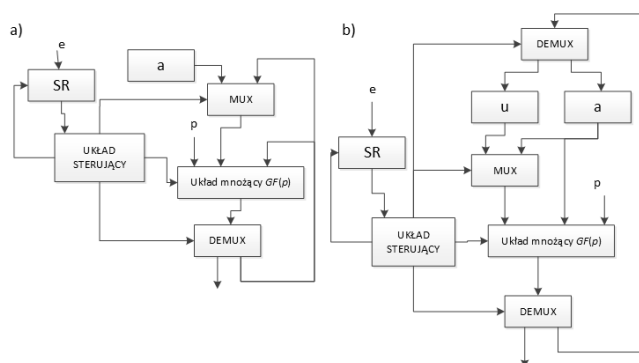 a)
e
SR
a
MUX
p
UKŁAD
STERUJĄCY
Układ mnożący GF(p)
DEMUX
b)
DEMUX
u
a
e
SR
MUX
p
UKŁAD
STERUJĄCY
Układ mnożący GF(p)
DEMUX